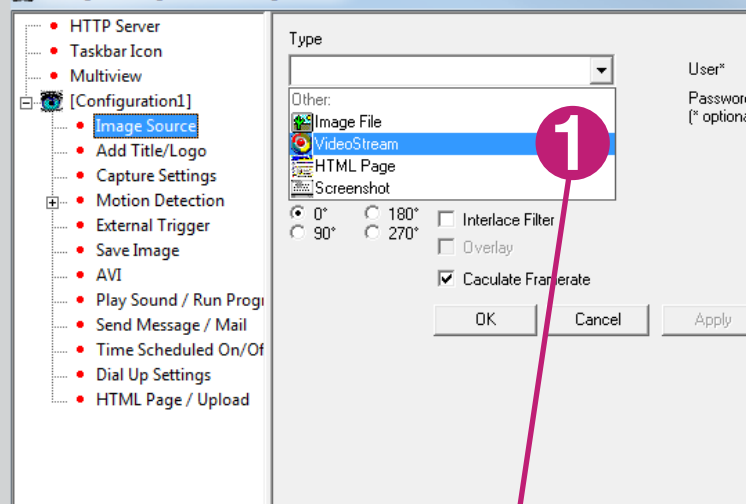 HTTP Server
Taskbar Icon
Multiview
[Configuration1]
Image Source
Add Title/Logo
Capture Settings
Motion Detection
External Trigger
Save Image
AVI
Play Sound / Run Progr
Send Message / Mail
Time Scheduled On/Of
Dial Up Settings
HTML Page / Upload
Type
User*
Password
(* optiona
Other:
Image File
VideoStream
HTML Page
Screenshot
1
0° 180°
90° 270°
Interlace Filter
Overlay
Caculate Framerate
OK Cancel Apply